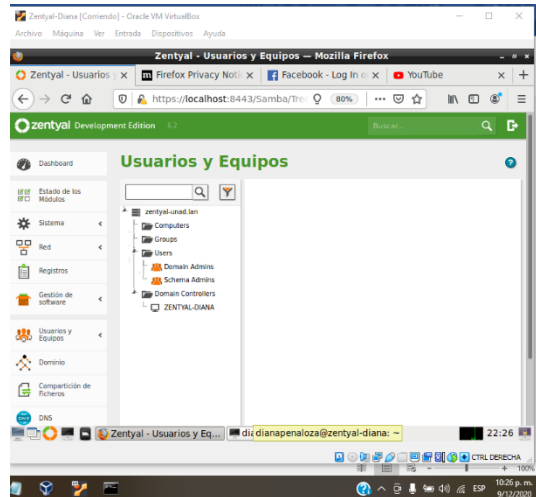 Zentyal-Diana [Corriendo] - Oracle VM VirtualBox
Archivo Máquina Ver Entrada Dispositivos Ayuda
Zentyal - Usuarios y Equipos — Mozilla Firefox
Zentyal - Usuarios
Firefox Privacy Noti
Facebook - Log In o
YouTube
https://localhost:8443/Samba/Tree
80%
zentyal Development Edition 6.2
Buscar...
Dashboard
Estado de los
Módulos
Sistema
Red
Registros
Gestión de
software
Usuarios y
Equipos
Dominio
Compartición de
Ficheros
DNS
Usuarios y Equipos
zentyal-unad.lan
Computers
Groups
Users
Domain Admins
Schema Admins
Domain Controllers
ZENTYAL-DIANA
Zentyal - Usuarios y Eq...
dia
dianapenaloza@zentyal-diana: ~
22:26
CTRL DERECHA
100%
ESP
10:26 p. m.
9/12/2020